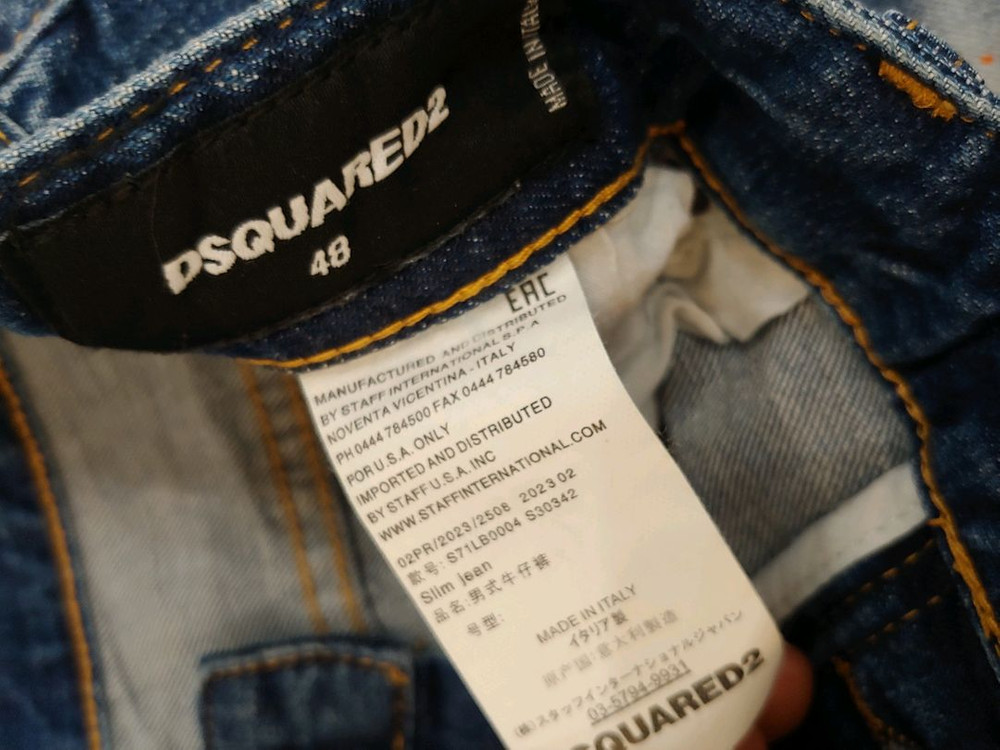 DSQUARED2
48
MADE IN ITALY
EAC
MANUFACTURED AND DISTRIBUTED
BY STAFF INTERNATIONAL S.P.A
NOVENTA VICENTINA - ITALY
PH 0444 784500 FAX 0444 784580
FOR U.S.A. ONLY
IMPORTED AND DISTRIBUTED
BY STAFF U.S.A. INC
WWW.STAFFINTERNATIONAL.COM
02PR/2023/2508 2023 02
款号: S71LB0004 S30342
Slim jean
品名: 男式牛仔裤
号型:
MADE IN ITALY
イタリア製
原产国: 意大利制造
(株)スタッフインターナショナルジャパン
03-5794-9931
SQUARED2